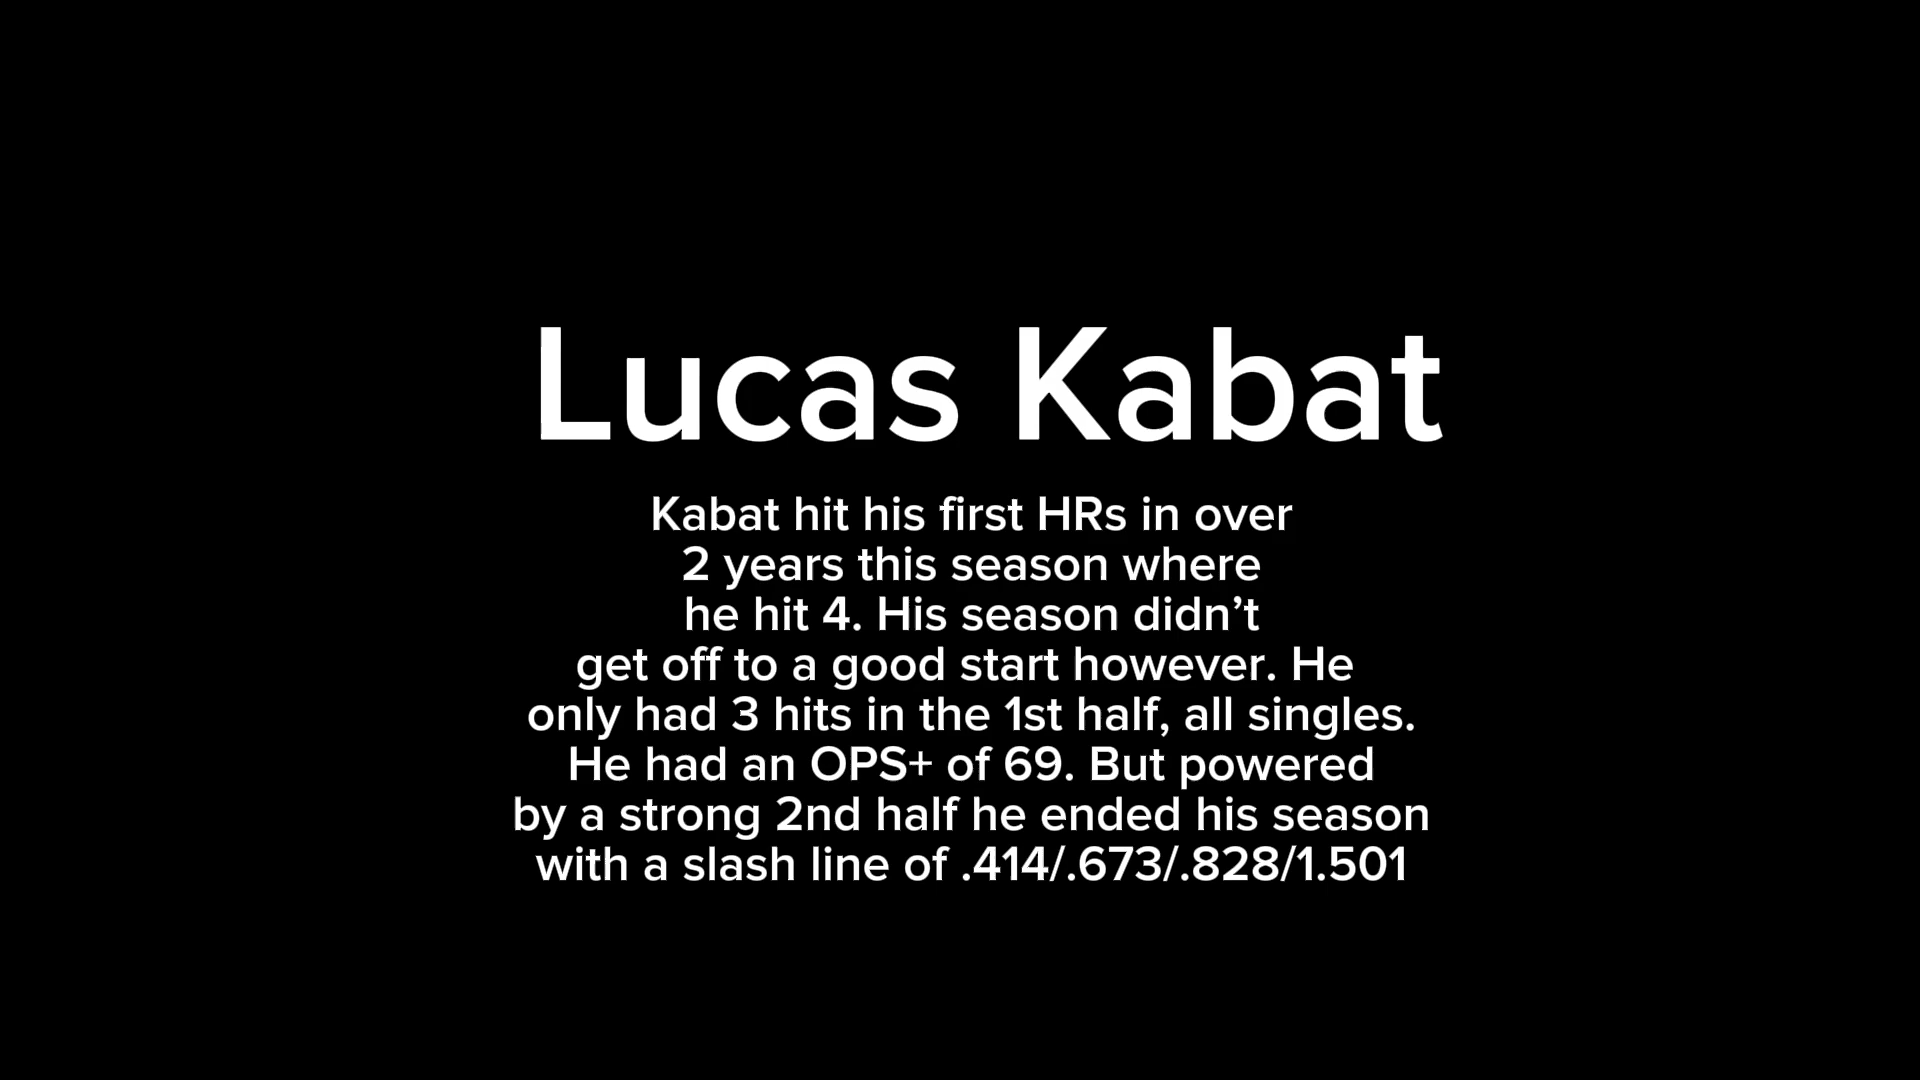 Lucas Kabat
Kabat hit his first HRs in over
2 years this season where
he hit 4. His season didn’t
get off to a good start however. He
only had 3 hits in the 1st half, all singles.
He had an OPS+ of 69. But powered
by a strong 2nd half he ended his season
with a slash line of .414/.673/.828/1.501